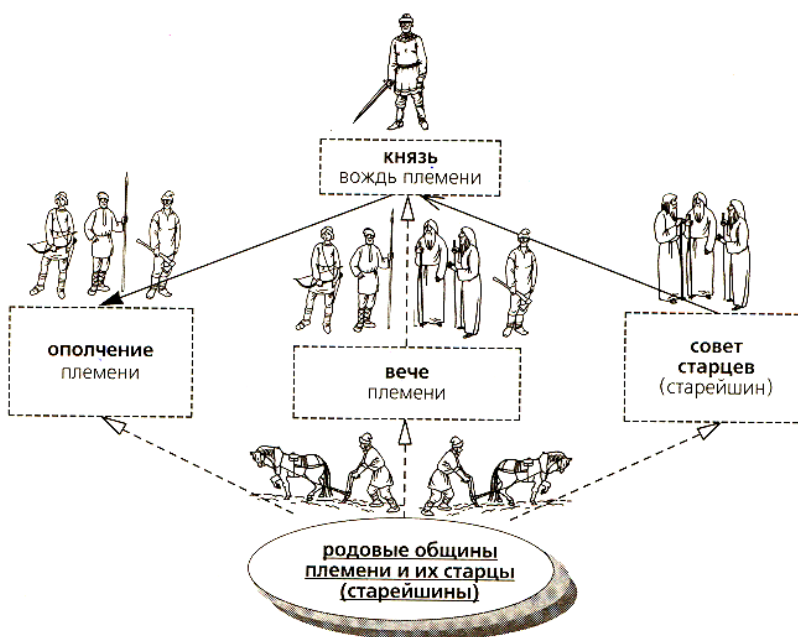 князь
вождь племени
ополчение
племени
вече
племени
совет
старцев
(старейшин)
родовые общины
племени и их старцы
(старейшины)